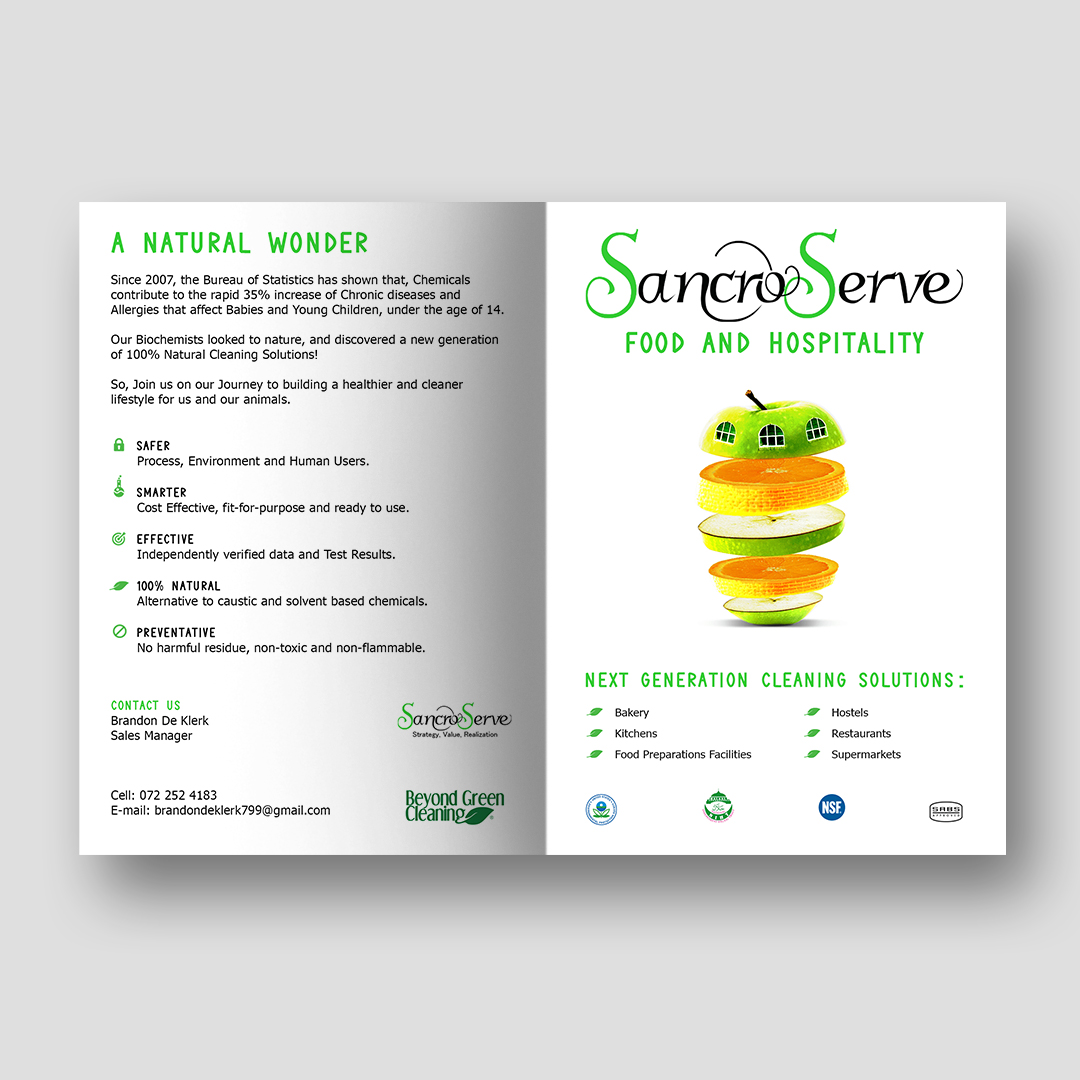 A NATURAL WONDER
Since 2007, the Bureau of Statistics has shown that, Chemicals
contribute to the rapid 35% increase of Chronic diseases and
Allergies that affect Babies and Young Children, under the age of 14.
Our Biochemists looked to nature, and discovered a new generation
of 100% Natural Cleaning Solutions!
So, Join us on our Journey to building a healthier and cleaner
lifestyle for us and our animals.
SAFER
Process, Environment and Human Users.
SMARTER
Cost Effective, fit-for-purpose and ready to use.
EFFECTIVE
Independently verified data and Test Results.
100% NATURAL
Alternative to caustic and solvent based chemicals.
PREVENTATIVE
No harmful residue, non-toxic and non-flammable.
CONTACT US
Brandon De Klerk
Sales Manager
Cell: 072 252 4183
E-mail: brandondeklerk799@gmail.com
SancroServe
Strategy, Value, Realization
Beyond Green
Cleaning
SancroServe
FOOD AND HOSPITALITY
NEXT GENERATION CLEANING SOLUTIONS:
Bakery
Kitchens
Food Preparations Facilities
Hostels
Restaurants
Supermarkets
NSF
SABS
APPROVED